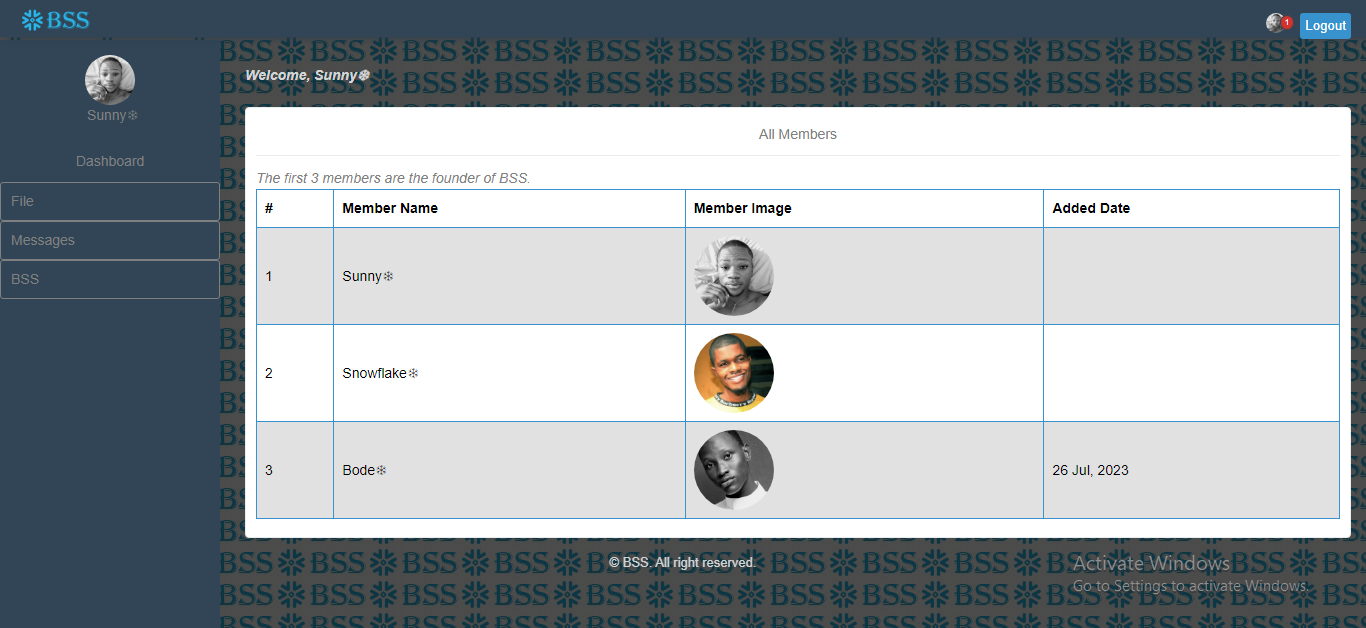 BSS
1
Logout
Sunny❄
Dashboard
File
Messages
BSS
Welcome, Sunny❄
All Members
The first 3 members are the founder of BSS.
# Member Name Member Image Added Date
1 Sunny❄
2 Snowflake❄
3 Bode❄ 26 Jul, 2023
© BSS. All right reserved.
Activate Windows
Go to Settings to activate Windows.